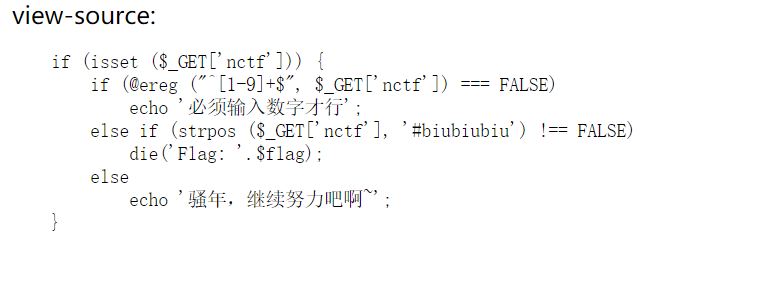 view-source:
if (isset ($_GET['nctf'])) {
if (@ereg ("^[1-9]+$", $_GET['nctf']) === FALSE)
echo '必须输入数字才行';
else if (strpos ($_GET['nctf'], '#biubiubiu') !== FALSE)
die('Flag: '.$flag);
else
echo '骚年，继续努力吧啊~';
}